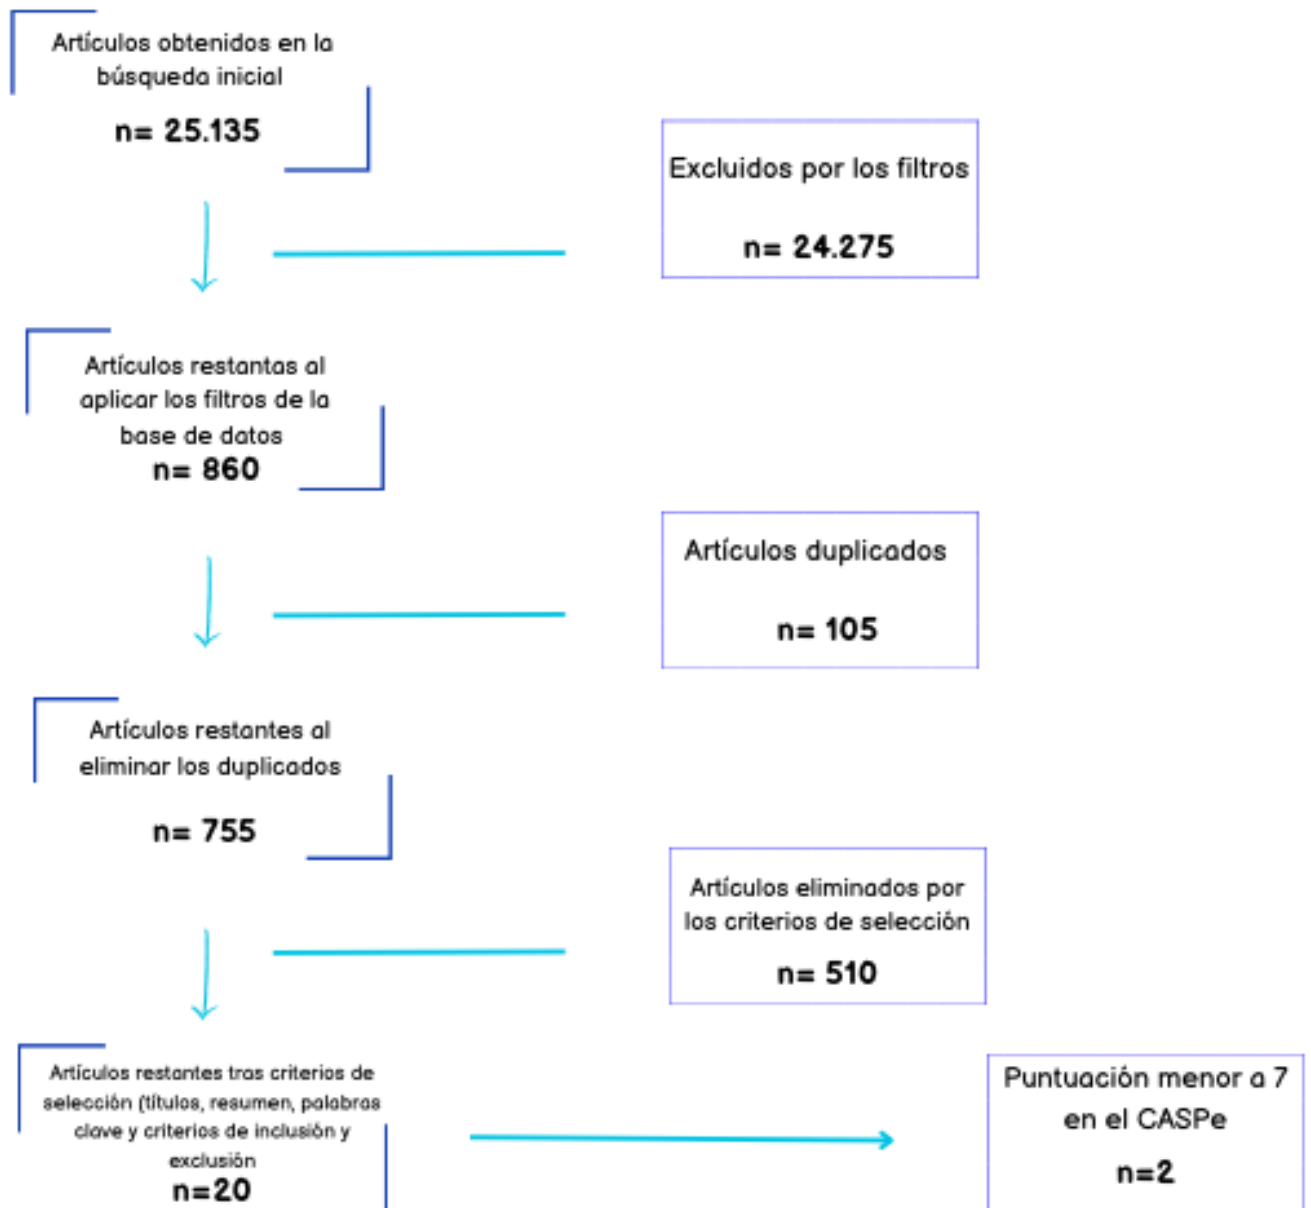 Artículos obtenidos en la
búsqueda inicial
n= 25.135
Excluidos por los filtros
n= 24.275
Artículos restantas al
aplicar los filtros de la
base de datos
n= 860
Artículos duplicados
n= 105
Artículos restantes al
eliminar los duplicados
n= 755
Artículos eliminados por
los criterios de selección
n= 510
Artículos restantes tras criterios de
selección (títulos, resumen, palabras
clave y criterios de inclusión y
exclusión
n=20
Puntuación menor a 7
en el CASPe
n=2